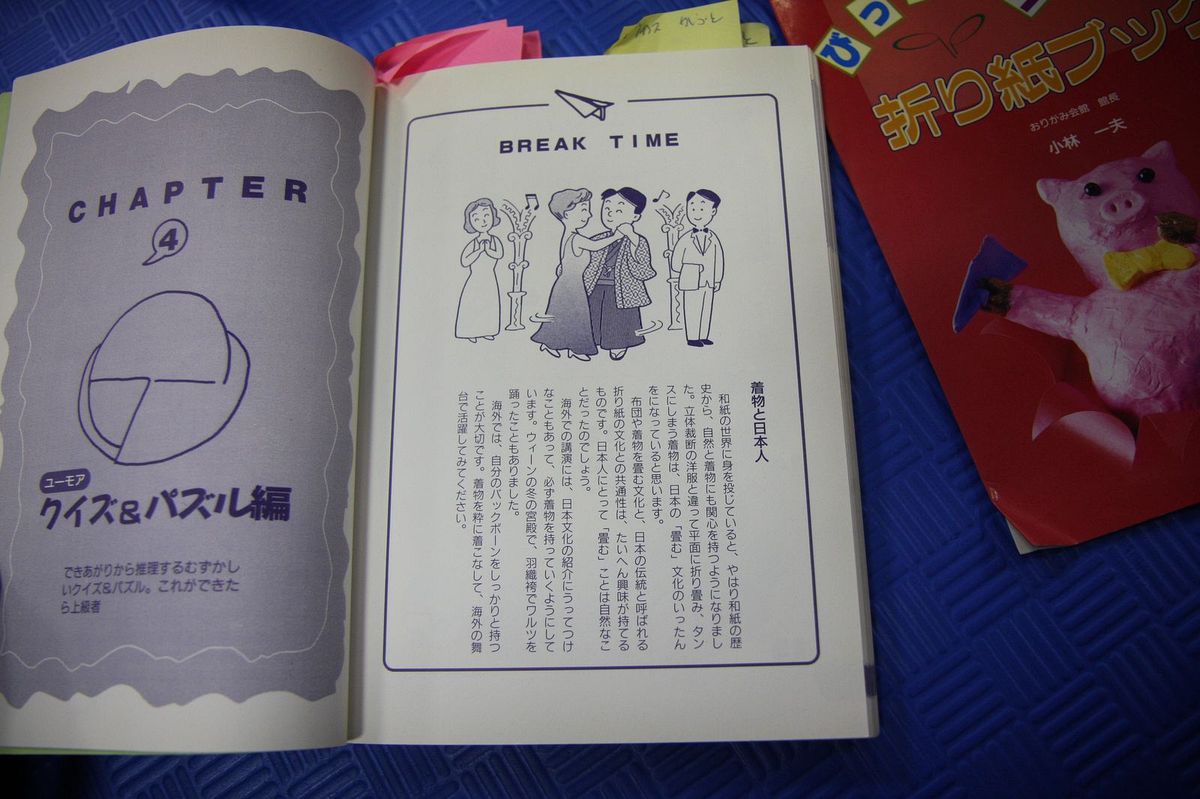 CHAPTER
4
ユーモア
クイズ&パズル編
できあがりから推理するむずかし
いクイズ&パズル。これができた
ら上級者
BREAK TIME
着物と日本人
和紙の世界に身を投じていると、やはり和紙の歴
史から、自然と着物にも関心を持つようになりまし
た。立体裁断の洋服と違って平面に折り畳み、タン
スにしまう着物は、日本の「畳む」文化のいったん
をになっていると思います。
布団や着物を畳む文化と、日本の伝統と呼ばれる
折り紙の文化との共通性は、たいへん興味が持てる
ものです。日本人にとって「畳む」ことは自然なこ
とだったのでしょう。
海外での講演には、日本文化の紹介にうってつけ
なこともあって、必ず着物を持っていくようにして
います。ウィーンの冬の宮殿で、羽織袴でワルツを
踊ったこともありました。
海外では、自分のバックボーンをしっかりと持つ
ことが大切です。着物を粋に着こなして、海外の舞
台で活躍してみてください。
びっ
折り紙ブック
おりがみ会館 館長
小林 一夫